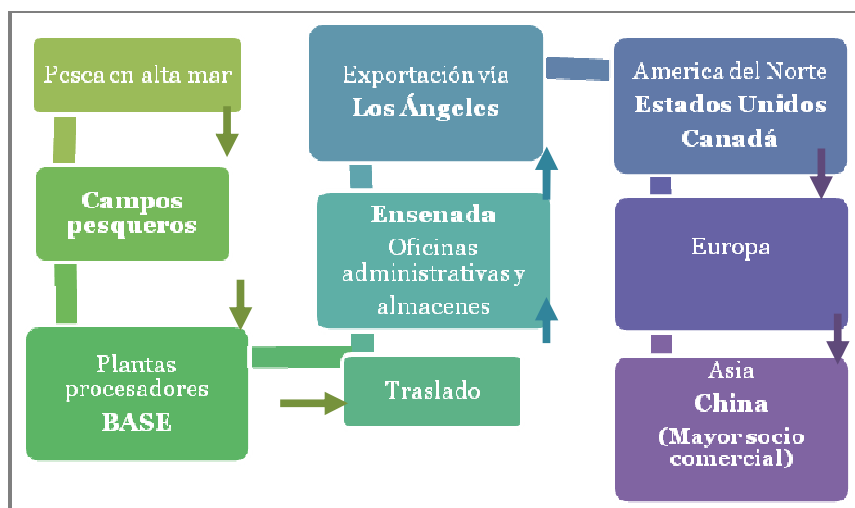 Pesca en alta mar
Campos
pesqueros
Plantas
procesadores
BASE
Traslado
Ensenada
Oficinas
administrativas y
almacenes
Exportación vía
Los Ángeles
America del Norte
Estados Unidos
Canadá
Europa
Asia
China
(Mayor socio
comercial)